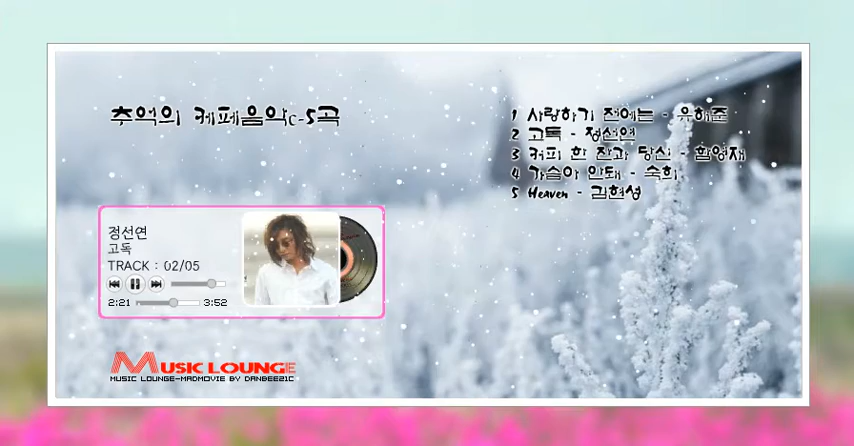 추억의 카페음악c-5곡
1 사랑하기 전에는 - 유해준
2 고독 - 정선연
3 커피 한 잔과 당신 - 함영재
4 가슴아 안돼 - 숙희
5 Heaven - 김현성
정선연
고독
TRACK : 02/05
2:21 3:52
MUSIC LOUNGE
MUSIC LOUNGE-MADMOVIE BY DANBEE21C